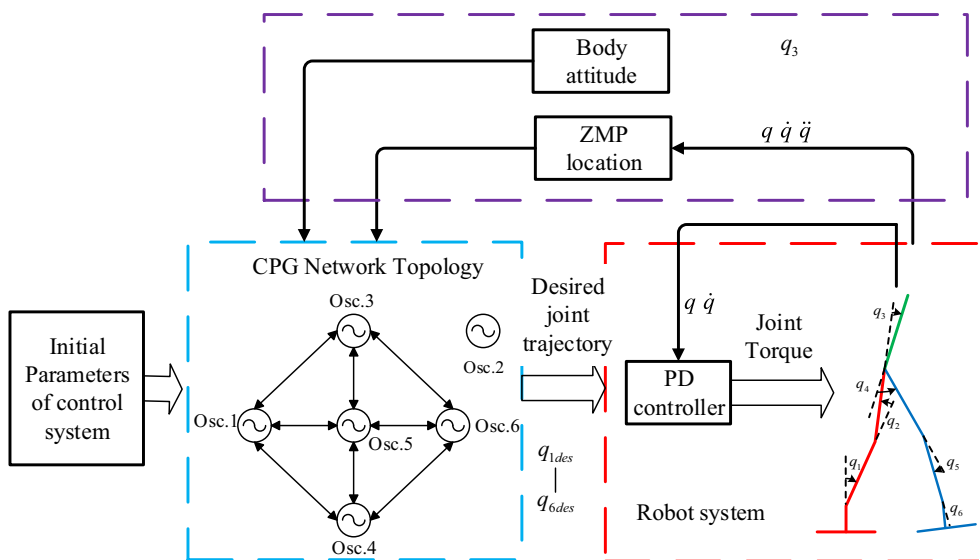 Body
attitude
q3
ZMP
location
q q̇ q̈
CPG Network Topology
Osc.3
Osc.2
Osc.1
Osc.5
Osc.6
Osc.4
Initial
Parameters
of control
system
Desired
joint
trajectory
q1des
q6des
q q̇
PD
controller
Joint
Torque
Robot system
q3
q4
q2
q1
q5
q6